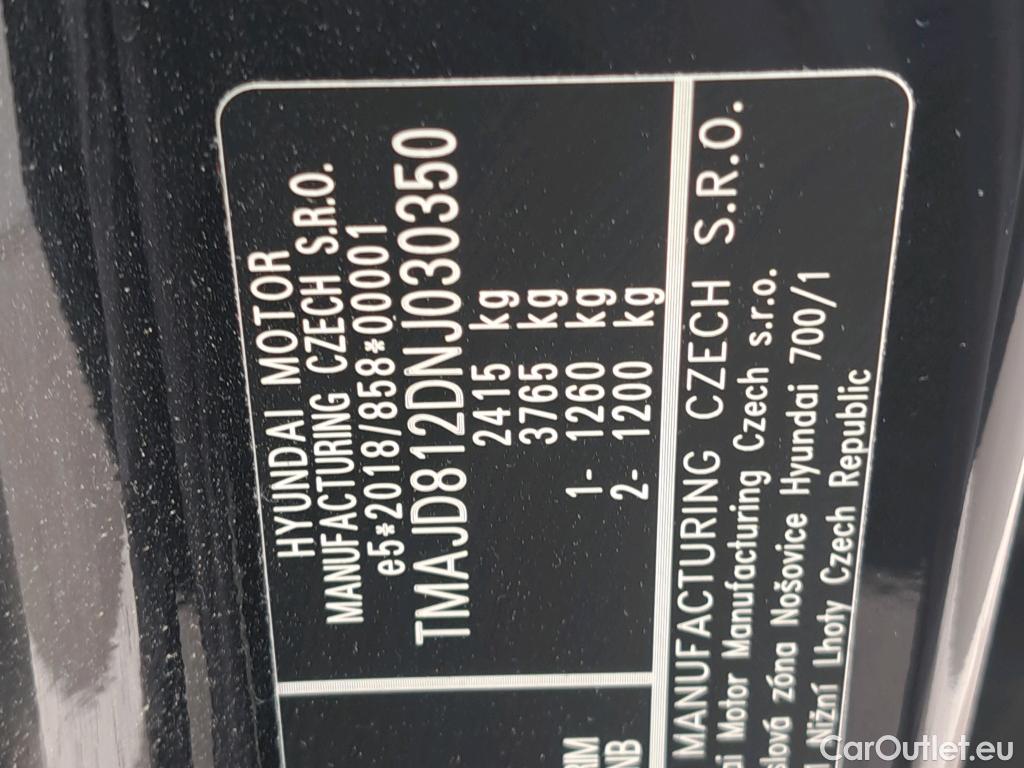 HYUNDAI MOTOR
MANUFACTURING CZECH S.R.O.
e5*2018/858*00001
TMAJD812DNJ030350
2415 kg
3765 kg
1- 1260 kg
2- 1200 kg
MANUFACTURING CZECH S.R.O.
Motor Manufacturing Czech s.r.o.
zóna Nošovice Hyundai 700/1
Nižní Lhoty Czech Republic
CarOutlet.eu